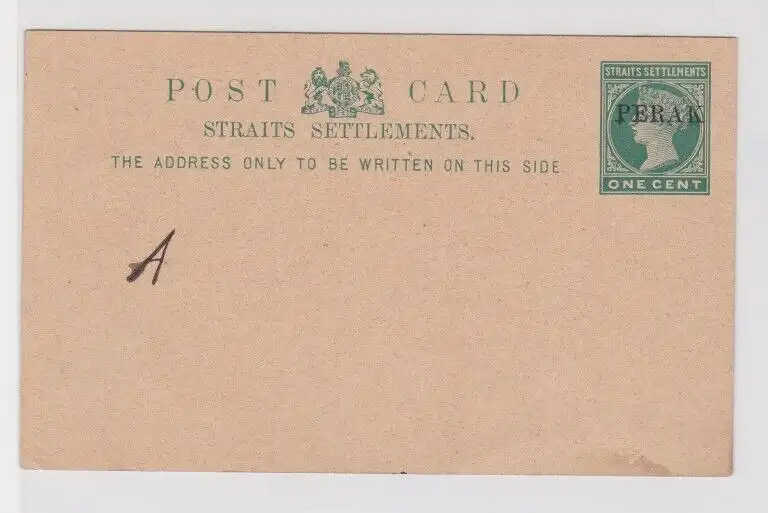 POST CARD
STRAITS SETTLEMENTS.
THE ADDRESS ONLY TO BE WRITTEN ON THIS SIDE
STRAITS SETTLEMENTS
PERAK
ONE CENT
A